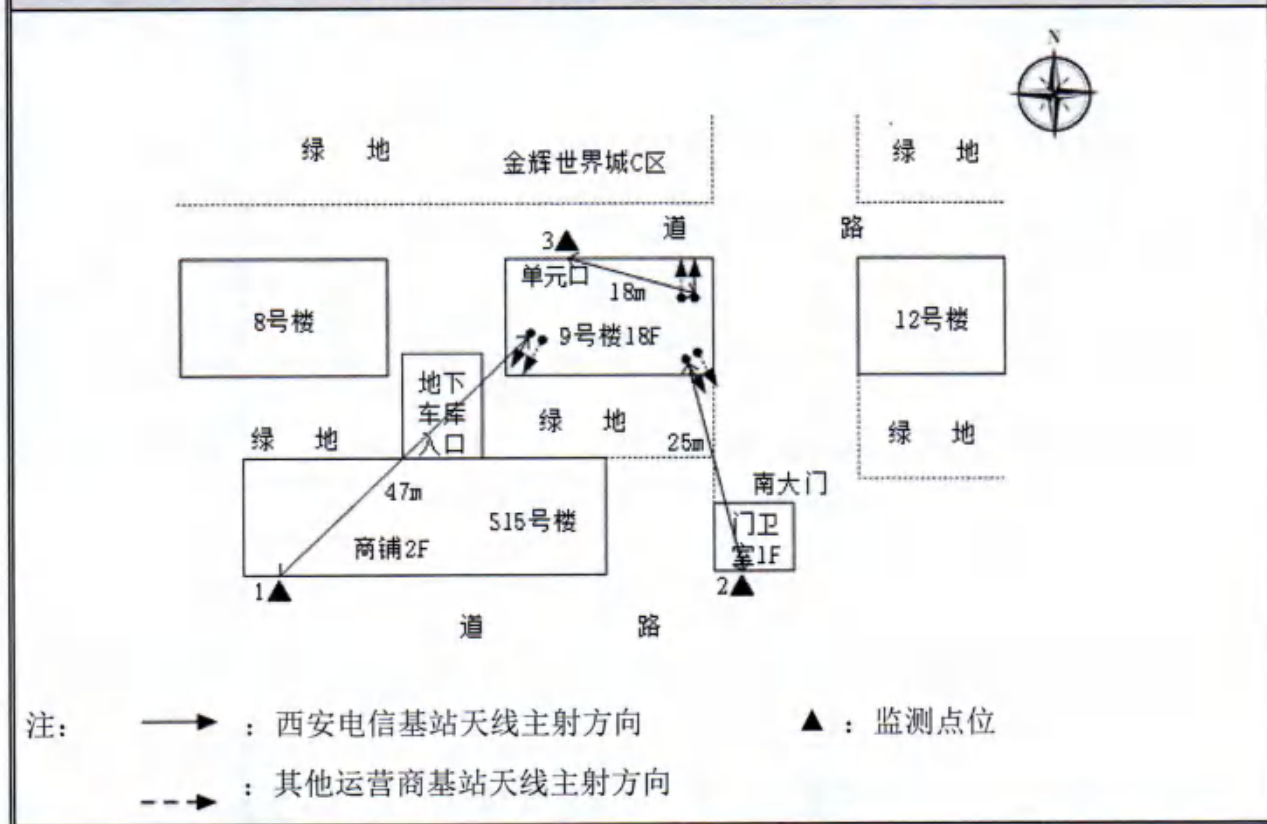 N
绿 地
金辉世界城C区
绿 地
道 路
3
单元口
18m
8号楼
9号楼18F
12号楼
地下
车库
入口
绿 地
绿 地
25m
绿 地
47m
南大门
S15号楼
门卫
室1F
商铺2F
1
2
道 路
注： ：西安电信基站天线主射方向 ▲：监测点位
：其他运营商基站天线主射方向